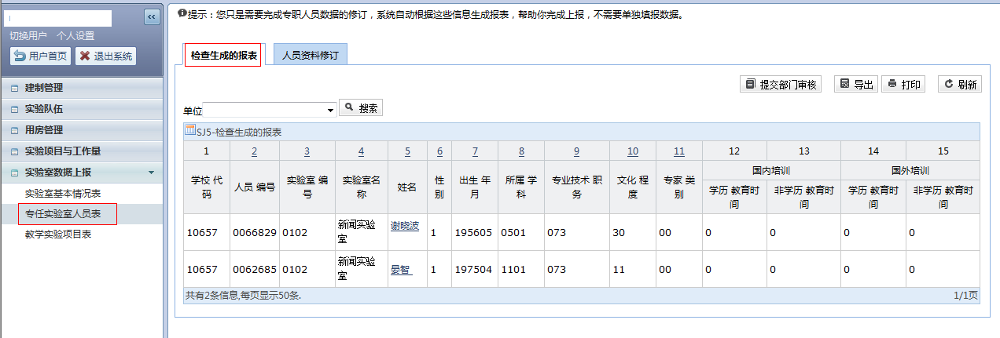 提示：您只是需要完成专职人员数据的修订，系统自动根据这些信息生成报表，帮助你完成上报，不需要单独填报数据。
切换用户 个人设置
用户首页 退出系统
建制管理
实验队伍
用房管理
实验项目与工作量
实验室数据上报
实验室基本情况表
专任实验室人员表
教学实验项目表
检查生成的报表 人员资料修订
提交部门审核 导出 打印 刷新
单位 搜索
SJ5-检查生成的报表
1 2 3 4 5 6 7 8 9 10 11 12 13 14 15
学校 代码 人员 编号 实验室 编号 实验室名称 姓名 性别 出生 年月 所属 学科 专业技术 职务 文化 程度 专家 类别 国内培训 国外培训
学历 教育时间 非学历 教育时间 学历 教育时间 非学历 教育时间
10657 0066829 0102 新闻实验室 谢晓波 1 195605 0501 073 30 00 0 0 0 0
10657 0062685 0102 新闻实验室 晏智 1 197504 1101 073 11 00 0 0 0 0
共有2条信息,每页显示50条. 1/1页